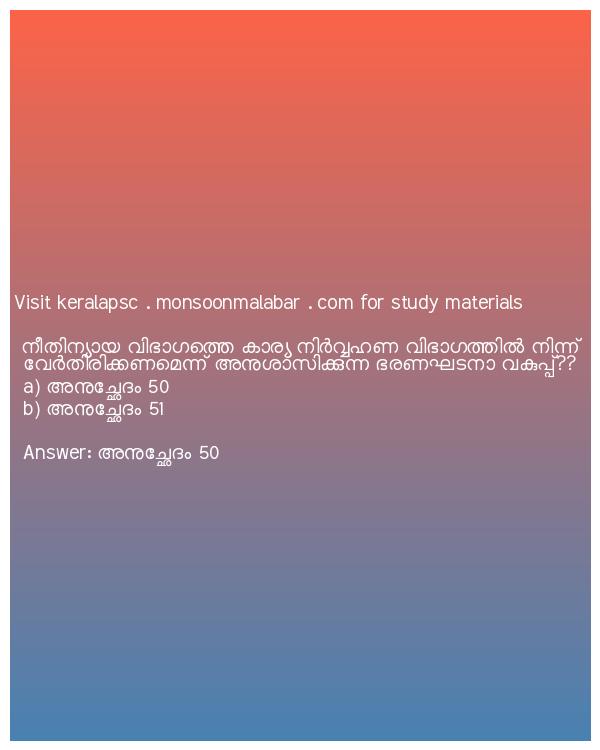 Visit keralapsc . monsoonmalabar . com for study materials
നീതിന്യായ വിഭാഗത്തെ കാര്യ നിർവ്വഹണ വിഭാഗത്തിൽ നിന്ന്
വേർതിരിക്കണമെന്ന് അനുശാസിക്കുന്ന ഭരണഘടനാ വകുപ്പ്??
a) അനുച്ഛേദം 50
b) അനുച്ഛേദം 51
Answer: അനുച്ഛേദം 50